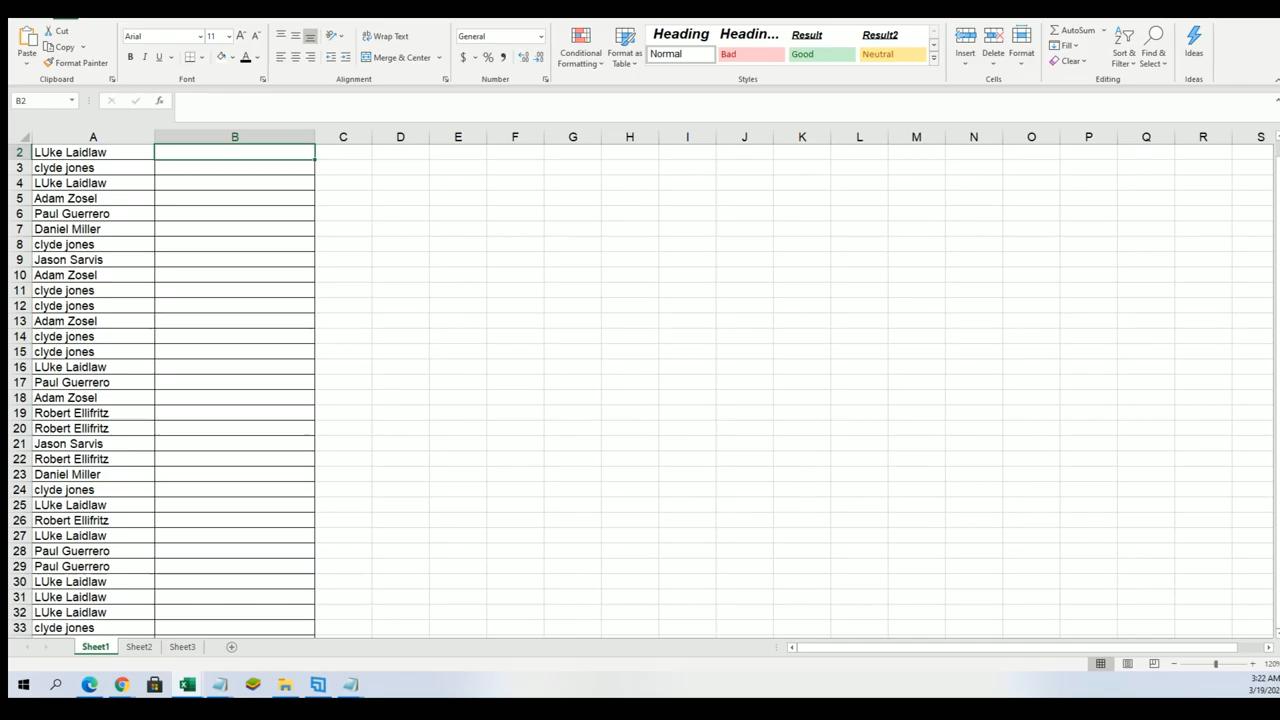 Cut
Copy
Format Painter
Paste
Clipboard
Arial
11
B I U
Font
Wrap Text
Merge & Center
Alignment
General
$ % ,
Number
Conditional Formatting
Format as Table
Heading
Headin...
Result
Result2
Normal
Bad
Good
Neutral
Styles
Insert
Delete
Format
Cells
AutoSum
Fill
Clear
Sort & Filter
Find & Select
Editing
Ideas
Ideas
B2
fx
A B C D E F G H I J K L M N O P Q R S
2 LUke Laidlaw
3 clyde jones
4 LUke Laidlaw
5 Adam Zosel
6 Paul Guerrero
7 Daniel Miller
8 clyde jones
9 Jason Sarvis
10 Adam Zosel
11 clyde jones
12 clyde jones
13 Adam Zosel
14 clyde jones
15 clyde jones
16 LUke Laidlaw
17 Paul Guerrero
18 Adam Zosel
19 Robert Ellifritz
20 Robert Ellifritz
21 Jason Sarvis
22 Robert Ellifritz
23 Daniel Miller
24 clyde jones
25 LUke Laidlaw
26 Robert Ellifritz
27 LUke Laidlaw
28 Paul Guerrero
29 Paul Guerrero
30 LUke Laidlaw
31 LUke Laidlaw
32 LUke Laidlaw
33 clyde jones
Sheet1 Sheet2 Sheet3
120%
3:22 AM
3/19/202